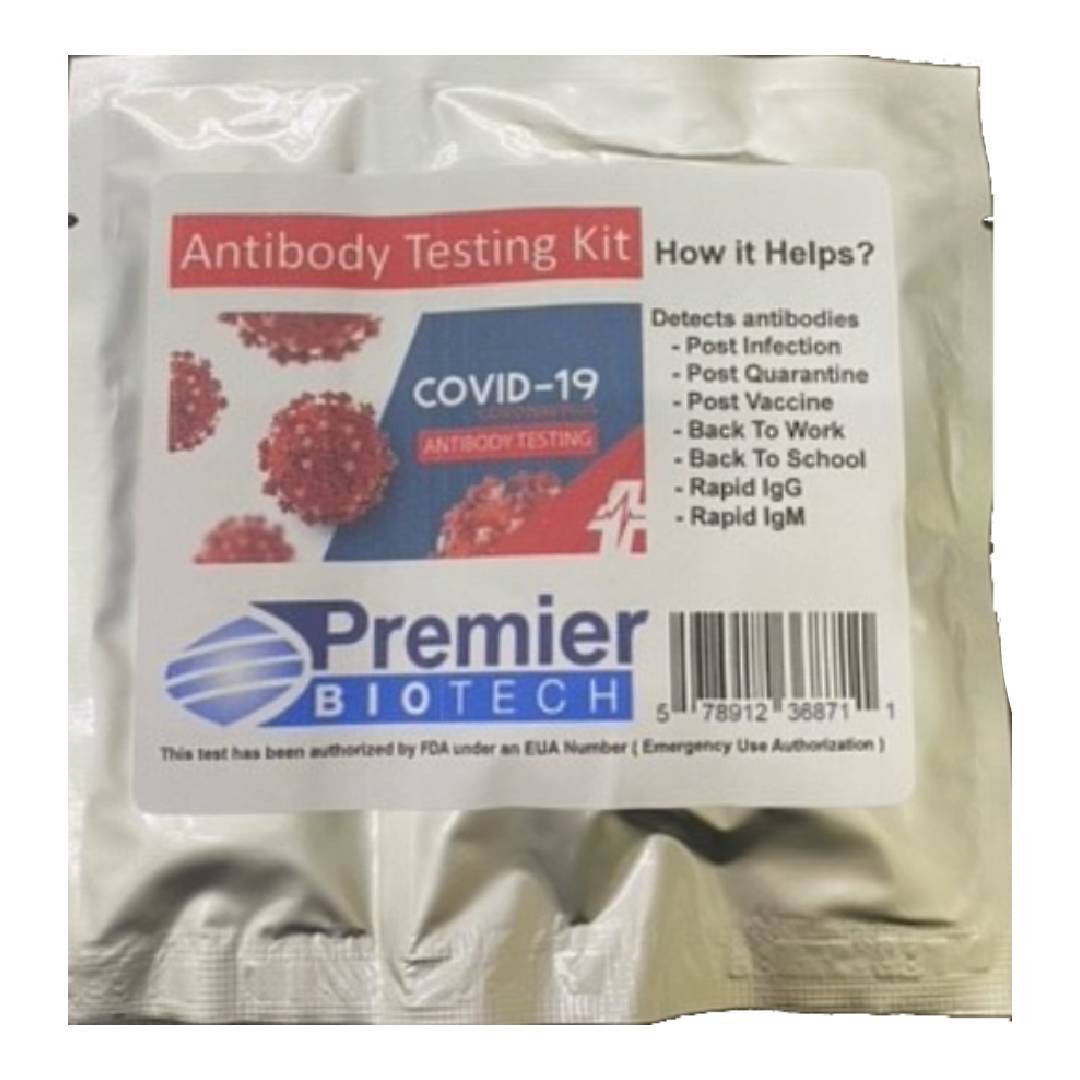 Antibody Testing Kit
How it Helps?
COVID-19
CORONAVIRUS
ANTIBODY TESTING
Detects antibodies
- Post Infection
- Post Quarantine
- Post Vaccine
- Back To Work
- Back To School
- Rapid IgG
- Rapid IgM
Premier
BIOTECH
5 78912 36871 1
This test has been authorized by FDA under an EUA Number ( Emergency Use Authorization )